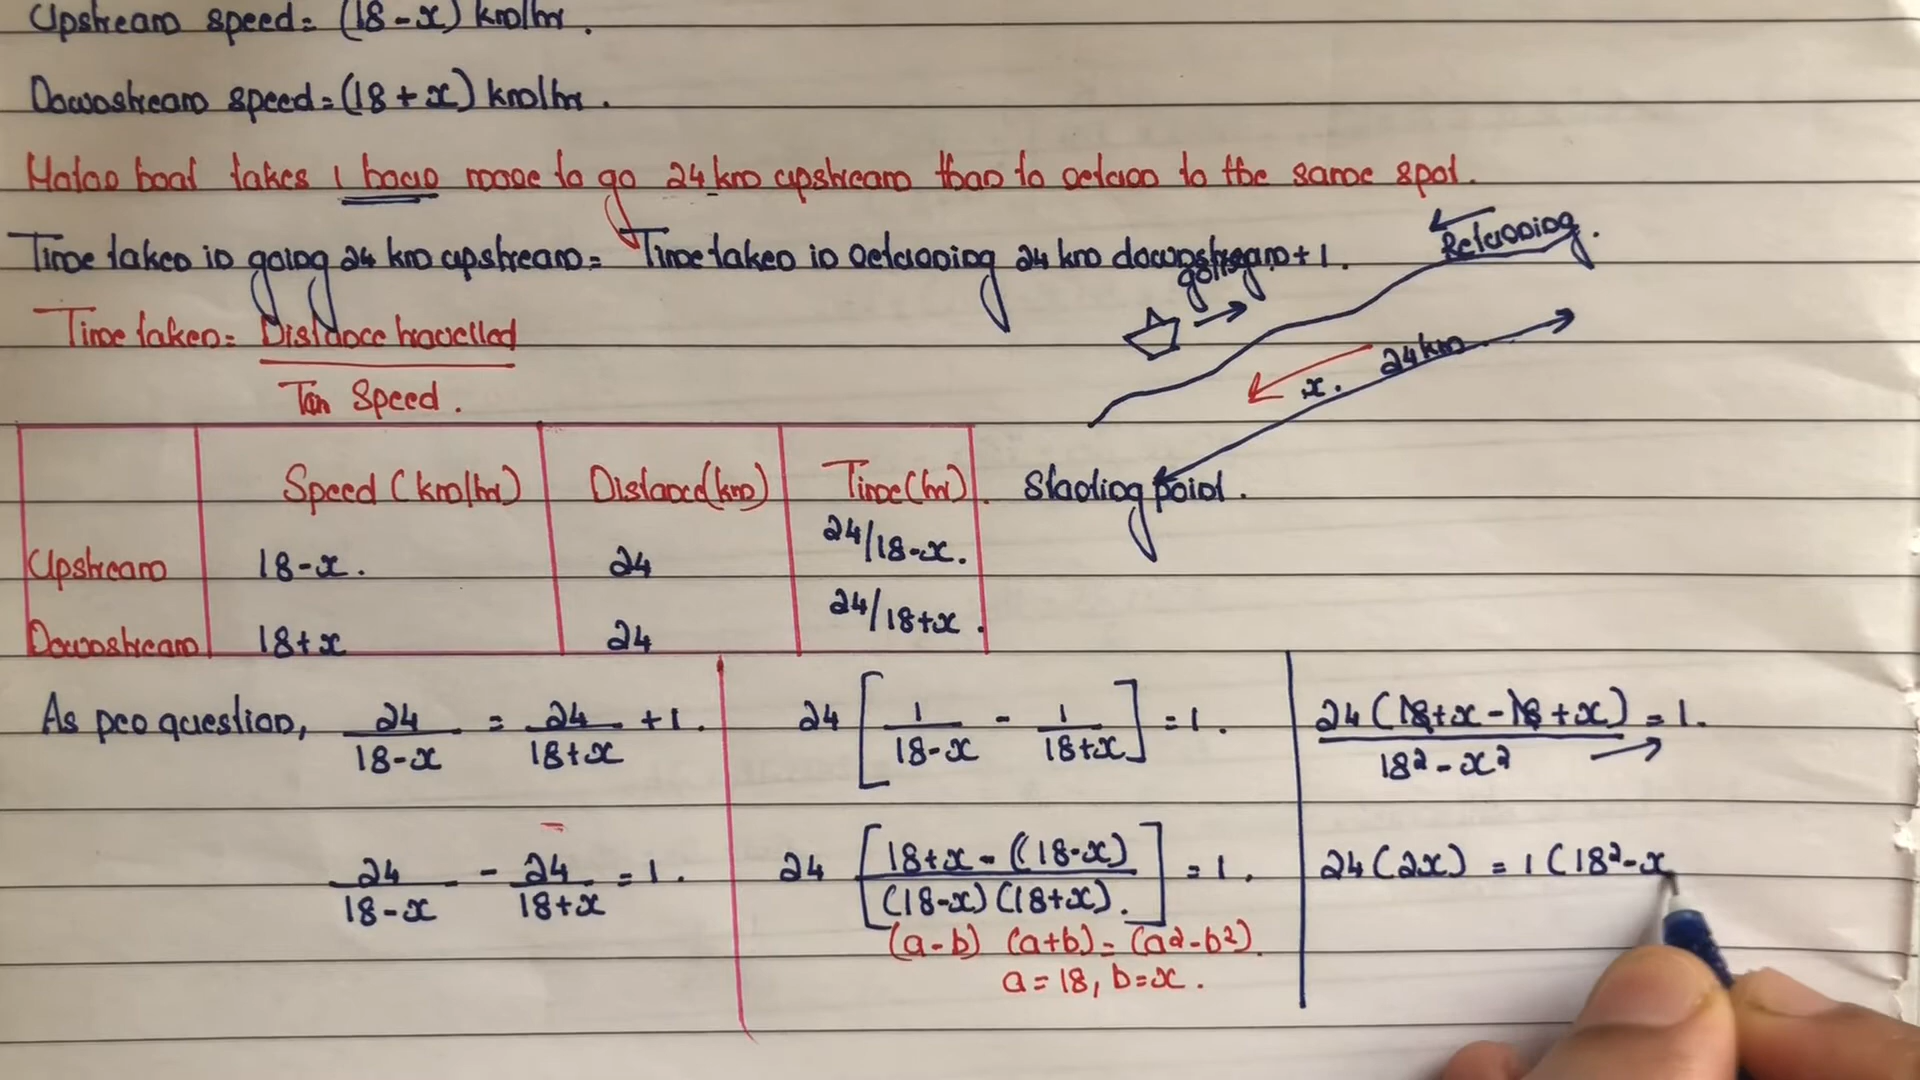 Upstream speed = (18-x) km/hr.
Downstream speed = (18+x) km/hr.
Motor boat takes 1 hour more to go 24 km upstream than to return to the same spot.
Time taken in going 24 km upstream = Time taken in returning 24 km downstream + 1.
Returning.
going
Time taken = Distance travelled
Speed.
24 km
x.
Speed (km/hr) Distance (km) Time (hr)
Starting point.
Upstream 18-x. 24 24/18-x.
Downstream 18+x 24 24/18+x.
As per question, 24/18-x = 24/18+x + 1.
24/18-x - 24/18+x = 1.
24 [1/18-x - 1/18+x] = 1.
24 [18+x-(18-x)/(18-x)(18+x).] = 1.
(a-b) (a+b) = (a2-b²).
a=18, b=x.
24(18+x-18+x)/18²-x² = 1.
24(2x) = 1(18²-x